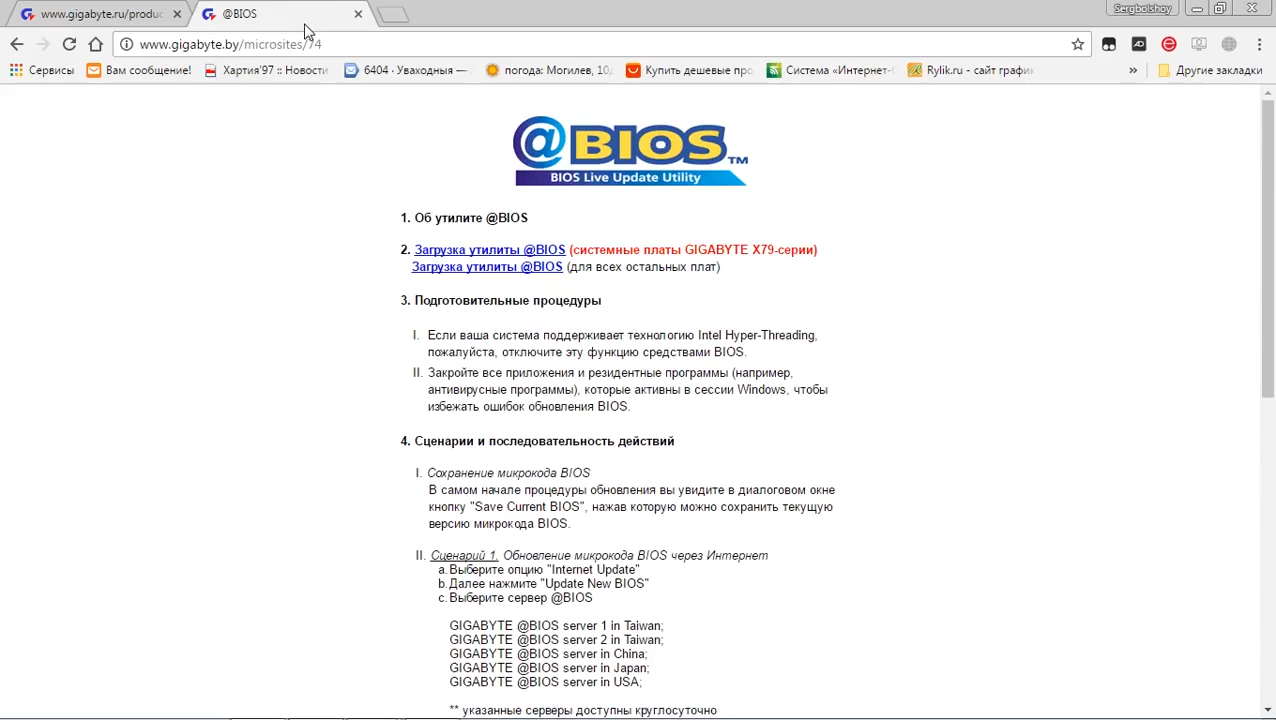 www.gigabyte.ru/produc
@BIOS
Sergbolshoy
www.gigabyte.by/microsites/74
Сервисы
Вам сообщение!
Хартия'97 :: Новости
6404 · Уваходныя —
погода: Могилев, 10
Купить дешевые про
Система «Интернет-
Rylik.ru - сайт график
»
Другие закладки
@BIOS™
BIOS Live Update Utility
1. Об утилите @BIOS
2. Загрузка утилиты @BIOS (системные платы GIGABYTE X79-серии)
Загрузка утилиты @BIOS (для всех остальных плат)
3. Подготовительные процедуры
I. Если ваша система поддерживает технологию Intel Hyper-Threading,
пожалуйста, отключите эту функцию средствами BIOS.
II. Закройте все приложения и резидентные программы (например,
антивирусные программы), которые активны в сессии Windows, чтобы
избежать ошибок обновления BIOS.
4. Сценарии и последовательность действий
I. Сохранение микрокода BIOS
В самом начале процедуры обновления вы увидите в диалоговом окне
кнопку "Save Current BIOS", нажав которую можно сохранить текущую
версию микрокода BIOS.
II. Сценарий 1. Обновление микрокода BIOS через Интернет
a. Выберите опцию "Internet Update"
b. Далее нажмите "Update New BIOS"
c. Выберите сервер @BIOS
GIGABYTE @BIOS server 1 in Taiwan;
GIGABYTE @BIOS server 2 in Taiwan;
GIGABYTE @BIOS server in China;
GIGABYTE @BIOS server in Japan;
GIGABYTE @BIOS server in USA;
** указанные серверы доступны круглосуточно